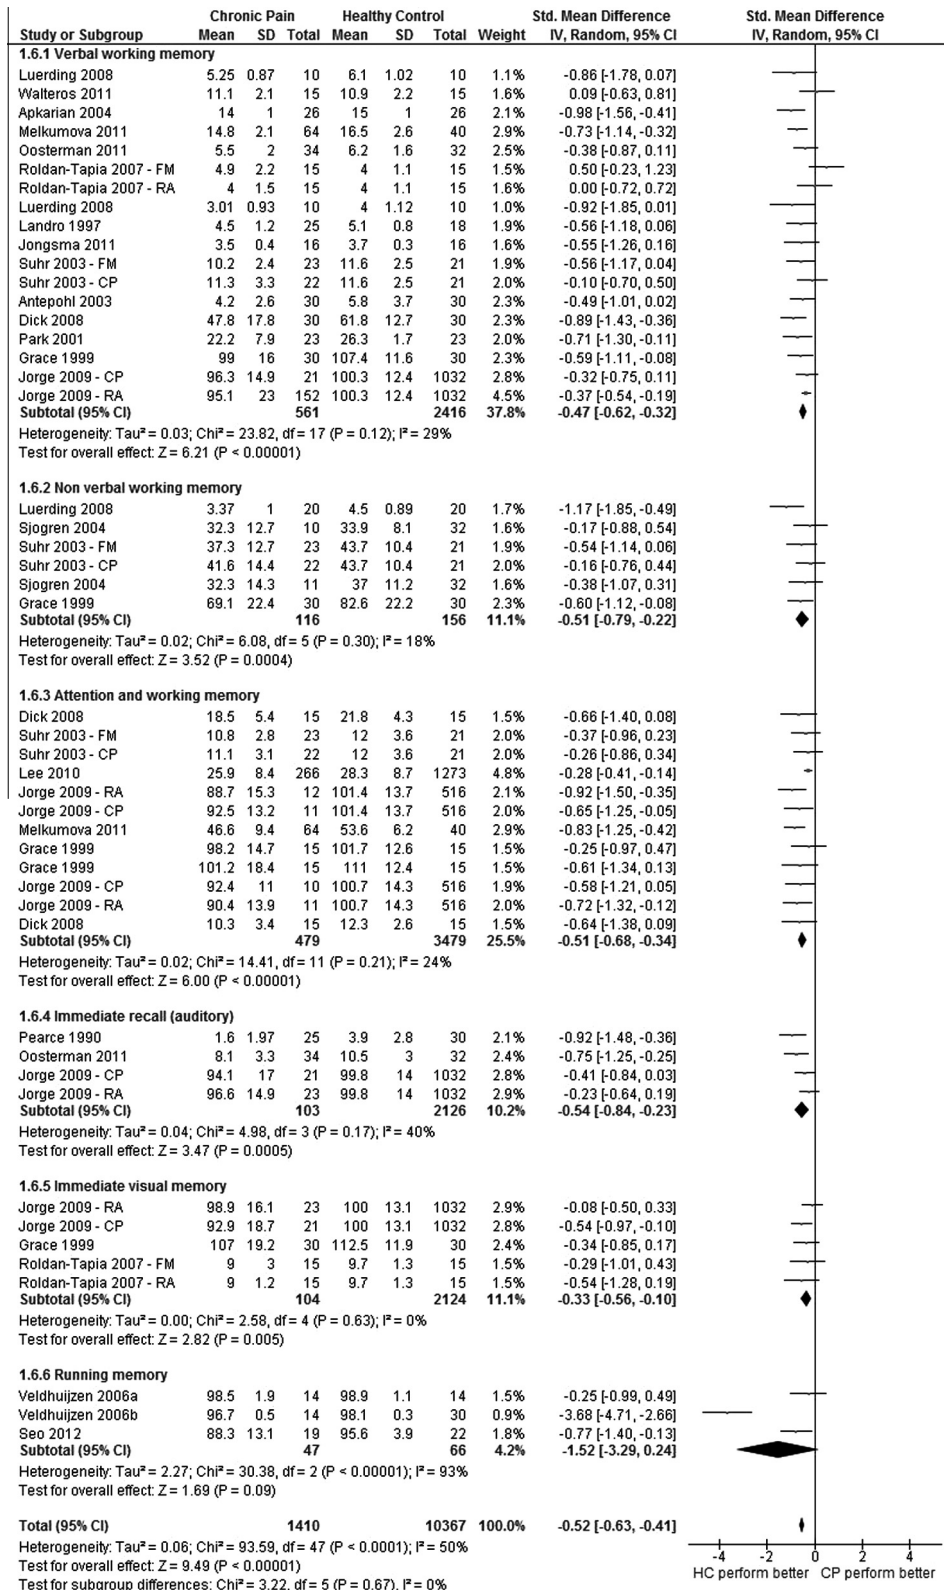 Chronic Pain Healthy Control Std. Mean Difference Std. Mean Difference
Study or Subgroup Mean SD Total Mean SD Total Weight IV, Random, 95% CI IV, Random, 95% CI
1.6.1 Verbal working memory
Luerding 2008 5.25 0.87 10 6.1 1.02 10 1.1% -0.86 [-1.78, 0.07]
Walteros 2011 11.1 2.1 15 10.9 2.2 15 1.6% 0.09 [-0.63, 0.81]
Apkarian 2004 14 1 26 15 1 26 2.1% -0.98 [-1.56, -0.41]
Melkumova 2011 14.8 2.1 64 16.5 2.6 40 2.9% -0.73 [-1.14, -0.32]
Oosterman 2011 5.5 2 34 6.2 1.6 32 2.5% -0.38 [-0.87, 0.11]
Roldan-Tapia 2007 - FM 4.9 2.2 15 4 1.1 15 1.5% 0.50 [-0.23, 1.23]
Roldan-Tapia 2007 - RA 4 1.5 15 4 1.1 15 1.6% 0.00 [-0.72, 0.72]
Luerding 2008 3.01 0.93 10 4 1.12 10 1.0% -0.92 [-1.85, 0.01]
Landro 1997 4.5 1.2 25 5.1 0.8 18 1.9% -0.56 [-1.18, 0.06]
Jongsma 2011 3.5 0.4 16 3.7 0.3 16 1.6% -0.55 [-1.26, 0.16]
Suhr 2003 - FM 10.2 2.4 23 11.6 2.5 21 1.9% -0.56 [-1.17, 0.04]
Suhr 2003 - CP 11.3 3.3 22 11.6 2.5 21 2.0% -0.10 [-0.70, 0.50]
Antepohl 2003 4.2 2.6 30 5.8 3.7 30 2.3% -0.49 [-1.01, 0.02]
Dick 2008 47.8 17.8 30 61.8 12.7 30 2.3% -0.89 [-1.43, -0.36]
Park 2001 22.2 7.9 23 26.3 1.7 23 2.0% -0.71 [-1.30, -0.11]
Grace 1999 99 16 30 107.4 11.6 30 2.3% -0.59 [-1.11, -0.08]
Jorge 2009 - CP 96.3 14.9 21 100.3 12.4 1032 2.8% -0.32 [-0.75, 0.11]
Jorge 2009 - RA 95.1 23 152 100.3 12.4 1032 4.5% -0.37 [-0.54, -0.19]
Subtotal (95% CI) 561 2416 37.8% -0.47 [-0.62, -0.32]
Heterogeneity: Tau² = 0.03; Chi² = 23.82, df = 17 (P = 0.12); I² = 29%
Test for overall effect: Z = 6.21 (P < 0.00001)
1.6.2 Non verbal working memory
Luerding 2008 3.37 1 20 4.5 0.89 20 1.7% -1.17 [-1.85, -0.49]
Sjogren 2004 32.3 12.7 10 33.9 8.1 32 1.6% -0.17 [-0.88, 0.54]
Suhr 2003 - FM 37.3 12.7 23 43.7 10.4 21 1.9% -0.54 [-1.14, 0.06]
Suhr 2003 - CP 41.6 14.4 22 43.7 10.4 21 2.0% -0.16 [-0.76, 0.44]
Sjogren 2004 32.3 14.3 11 37 11.2 32 1.6% -0.38 [-1.07, 0.31]
Grace 1999 69.1 22.4 30 82.6 22.2 30 2.3% -0.60 [-1.12, -0.08]
Subtotal (95% CI) 116 156 11.1% -0.51 [-0.79, -0.22]
Heterogeneity: Tau² = 0.02; Chi² = 6.08, df = 5 (P = 0.30); I² = 18%
Test for overall effect: Z = 3.52 (P = 0.0004)
1.6.3 Attention and working memory
Dick 2008 18.5 5.4 15 21.8 4.3 15 1.5% -0.66 [-1.40, 0.08]
Suhr 2003 - FM 10.8 2.8 23 12 3.6 21 2.0% -0.37 [-0.96, 0.23]
Suhr 2003 - CP 11.1 3.1 22 12 3.6 21 2.0% -0.26 [-0.86, 0.34]
Lee 2010 25.9 8.4 266 28.3 8.7 1273 4.8% -0.28 [-0.41, -0.14]
Jorge 2009 - RA 88.7 15.3 12 101.4 13.7 516 2.1% -0.92 [-1.50, -0.35]
Jorge 2009 - CP 92.5 13.2 11 101.4 13.7 516 2.0% -0.65 [-1.25, -0.05]
Melkumova 2011 46.6 9.4 64 53.6 6.2 40 2.9% -0.83 [-1.25, -0.42]
Grace 1999 98.2 14.7 15 101.7 12.6 15 1.5% -0.25 [-0.97, 0.47]
Grace 1999 101.2 18.4 15 111 12.4 15 1.5% -0.61 [-1.34, 0.13]
Jorge 2009 - CP 92.4 11 10 100.7 14.3 516 1.9% -0.58 [-1.21, 0.05]
Jorge 2009 - RA 90.4 13.9 11 100.7 14.3 516 2.0% -0.72 [-1.32, -0.12]
Dick 2008 10.3 3.4 15 12.3 2.6 15 1.5% -0.64 [-1.38, 0.09]
Subtotal (95% CI) 479 3479 25.5% -0.51 [-0.68, -0.34]
Heterogeneity: Tau² = 0.02; Chi² = 14.41, df = 11 (P = 0.21); I² = 24%
Test for overall effect: Z = 6.00 (P < 0.00001)
1.6.4 Immediate recall (auditory)
Pearce 1990 1.6 1.97 25 3.9 2.8 30 2.1% -0.92 [-1.48, -0.36]
Oosterman 2011 8.1 3.3 34 10.5 3 32 2.4% -0.75 [-1.25, -0.25]
Jorge 2009 - CP 94.1 17 21 99.8 14 1032 2.8% -0.41 [-0.84, 0.03]
Jorge 2009 - RA 96.6 14.9 23 99.8 14 1032 2.9% -0.23 [-0.64, 0.19]
Subtotal (95% CI) 103 2126 10.2% -0.54 [-0.84, -0.23]
Heterogeneity: Tau² = 0.04; Chi² = 4.98, df = 3 (P = 0.17); I² = 40%
Test for overall effect: Z = 3.47 (P = 0.0005)
1.6.5 Immediate visual memory
Jorge 2009 - RA 98.9 16.1 23 100 13.1 1032 2.9% -0.08 [-0.50, 0.33]
Jorge 2009 - CP 92.9 18.7 21 100 13.1 1032 2.8% -0.54 [-0.97, -0.10]
Grace 1999 107 19.2 30 112.5 11.9 30 2.4% -0.34 [-0.85, 0.17]
Roldan-Tapia 2007 - FM 9 3 15 9.7 1.3 15 1.5% -0.29 [-1.01, 0.43]
Roldan-Tapia 2007 - RA 9 1.2 15 9.7 1.3 15 1.5% -0.54 [-1.28, 0.19]
Subtotal (95% CI) 104 2124 11.1% -0.33 [-0.56, -0.10]
Heterogeneity: Tau² = 0.00; Chi² = 2.58, df = 4 (P = 0.63); I² = 0%
Test for overall effect: Z = 2.82 (P = 0.005)
1.6.6 Running memory
Veldhuijzen 2006a 98.5 1.9 14 98.9 1.1 14 1.5% -0.25 [-0.99, 0.49]
Veldhuijzen 2006b 96.7 0.5 14 98.1 0.3 30 0.9% -3.68 [-4.71, -2.66]
Seo 2012 88.3 13.1 19 95.6 3.9 22 1.8% -0.77 [-1.40, -0.13]
Subtotal (95% CI) 47 66 4.2% -1.52 [-3.29, 0.24]
Heterogeneity: Tau² = 2.27; Chi² = 30.38, df = 2 (P < 0.00001); I² = 93%
Test for overall effect: Z = 1.69 (P = 0.09)
Total (95% CI) 1410 10367 100.0% -0.52 [-0.63, -0.41]
Heterogeneity: Tau² = 0.06; Chi² = 93.59, df = 47 (P < 0.0001); I² = 50%
Test for overall effect: Z = 9.49 (P < 0.00001)
Test for subgroup differences: Chi² = 3.22, df = 5 (P = 0.67), I² = 0%
-4 -2 0 2 4
HC perform better CP perform better